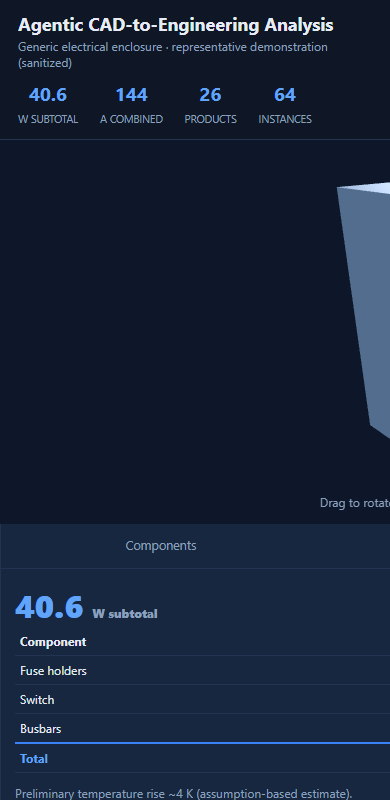 Agentic CAD-to-Engineering Analysis
Generic electrical enclosure · representative demonstration
(sanitized)
40.6 144 26 64
W SUBTOTAL A COMBINED PRODUCTS INSTANCES
Drag to rotat
Components
40.6 W subtotal
Component
Fuse holders
Switch
Busbars
Total
Preliminary temperature rise ~4 K (assumption-based estimate).